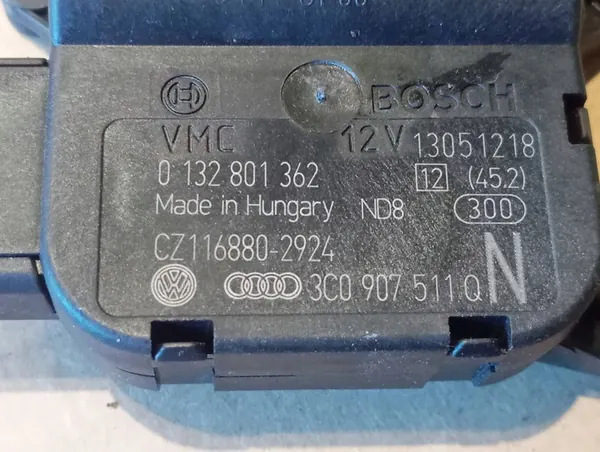 BOSCH
VMC 12V 13051218
0 132 801 362 12 (45.2)
Made in Hungary ND8 300
CZ116880-2924 N
3C0 907 511 Q